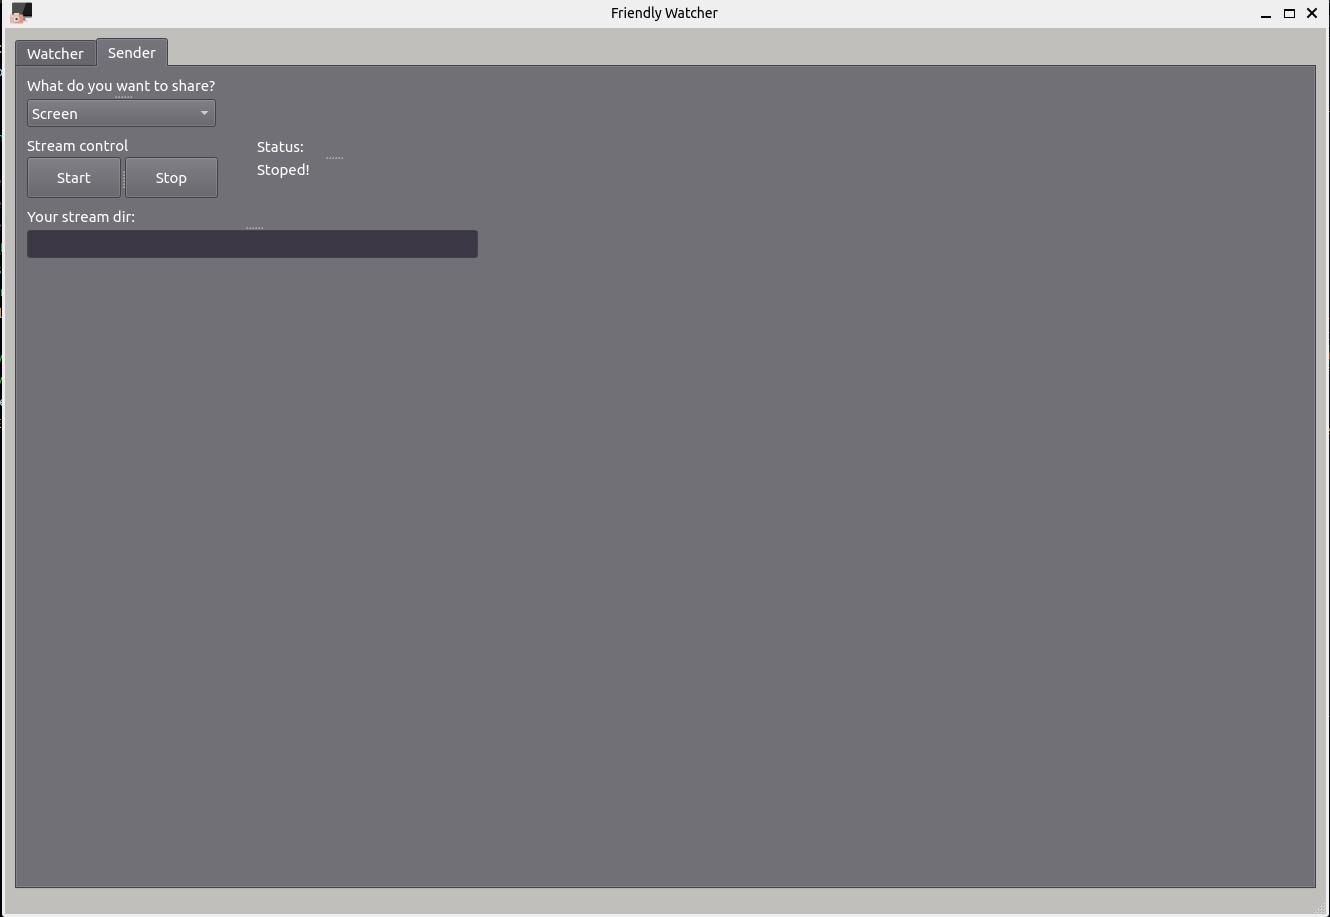 Friendly Watcher
Watcher Sender
What do you want to share?
Screen
Stream control
Status:
Start Stop
Stoped!
Your stream dir: